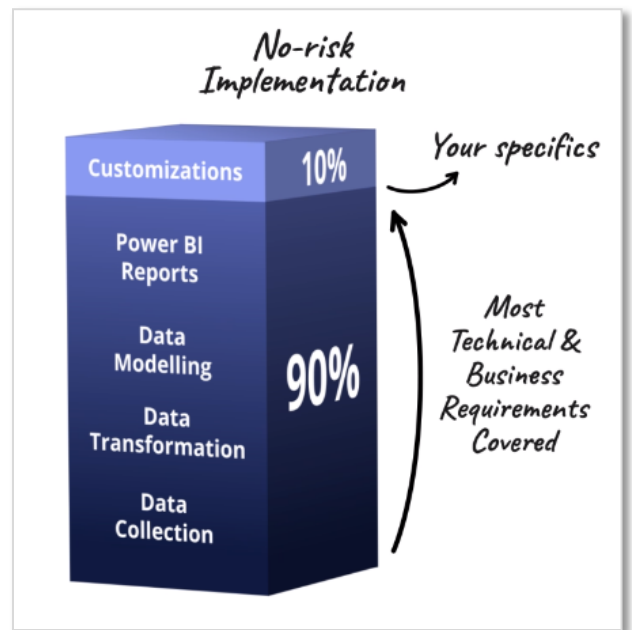 No-risk
Implementation
Customizations
10%
Your specifics
Power BI
Reports
Data
Modelling
90%
Data
Transformation
Data
Collection
Most
Technical &
Business
Requirements
Covered